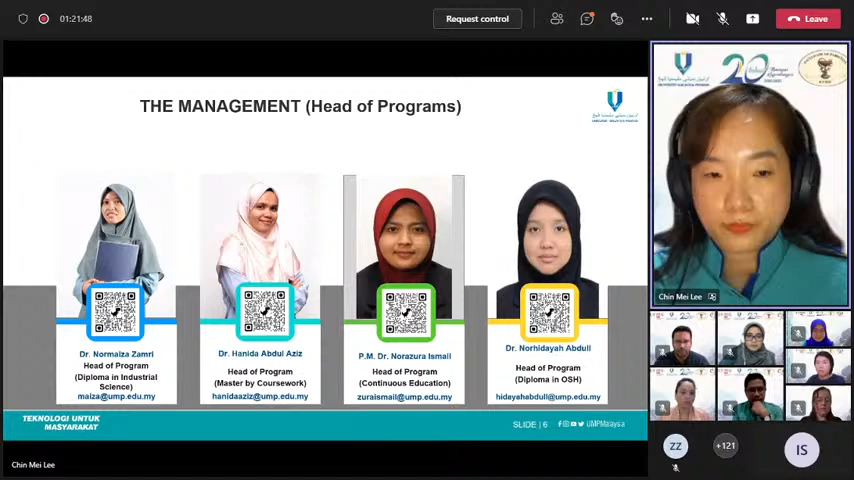 01:21:48
Request control
Leave
THE MANAGEMENT (Head of Programs)
Dr. Normaiza Zamri
Head of Program
(Diploma in Industrial
Science)
maiza@ump.edu.my
Dr. Hanida Abdul Aziz
Head of Program
(Master by Coursework)
hanidaaziz@ump.edu.my
P.M. Dr. Norazura Ismail
Head of Program
(Continuous Education)
zuraismail@ump.edu.my
Dr. Norhidayah Abdull
Head of Program
(Diploma in OSH)
hidayahabdull@ump.edu.my
TEKNOLOGI UNTUK
MASYARAKAT
SLIDE | 6
UMPMalaysia
Chin Mei Lee
20
Chin Mei Lee
ZZ
+121
IS